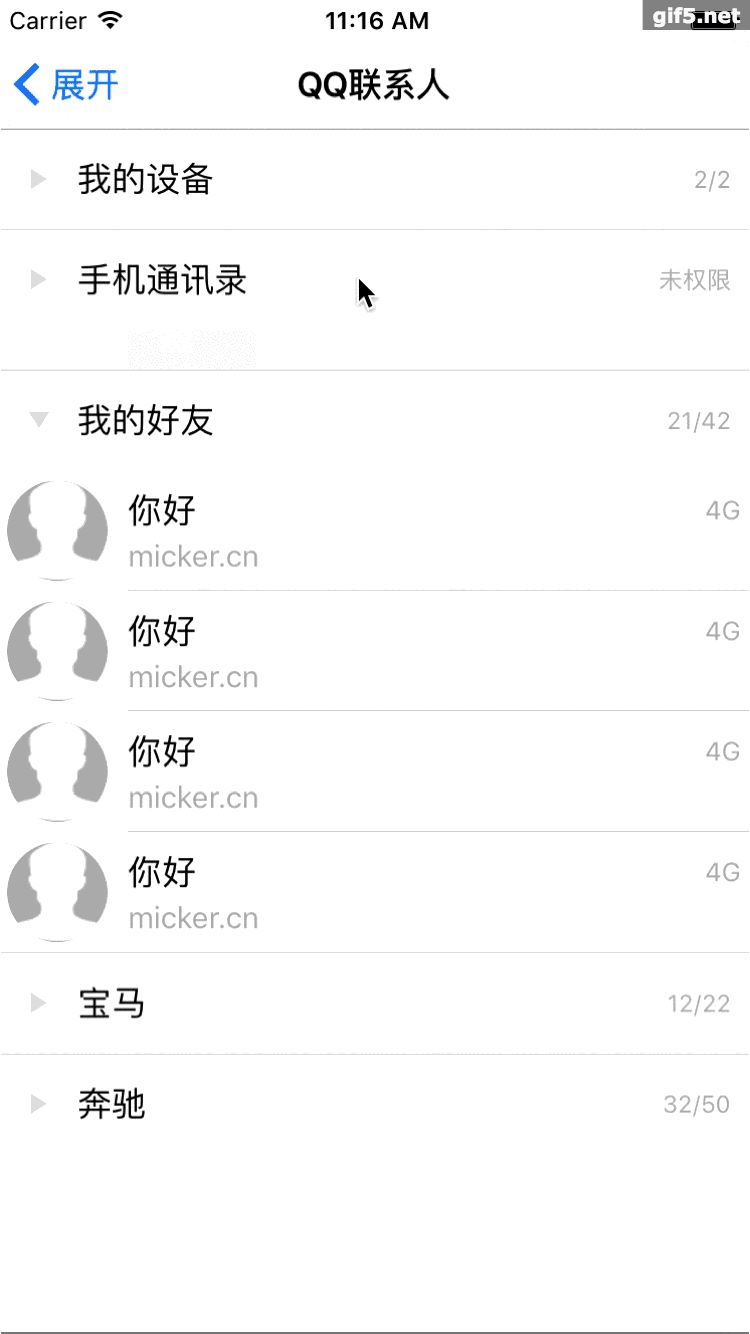 Carrier 11:16 AM gif5.net
展开 QQ联系人
我的设备 2/2
手机通讯录 未权限
我的好友 21/42
你好 4G
micker.cn
你好 4G
micker.cn
你好 4G
micker.cn
你好 4G
micker.cn
宝马 12/22
奔驰 32/50